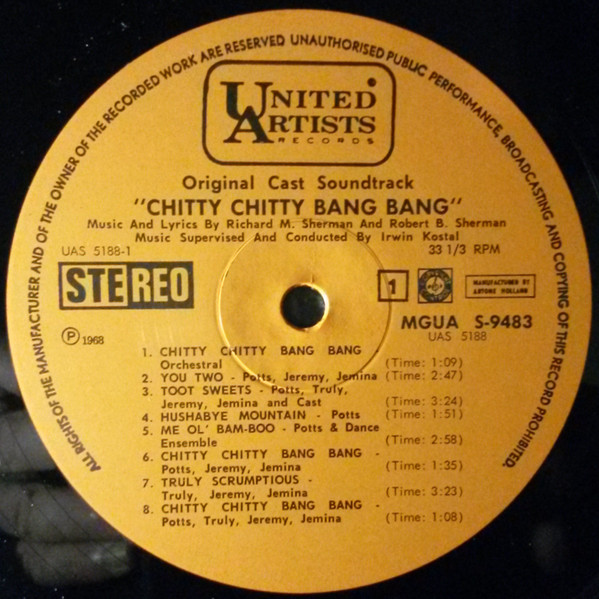 ALL RIGHTS OF THE MANUFACTURER AND OF THE OWNER OF THE RECORDED WORK ARE RESERVED UNAUTHORISED PUBLIC PERFORMANCE, BROADCASTING AND COPYING OF THIS RECORD PROHIBITED.
UNITED
ARTISTS
RECORDS
Original Cast Soundtrack
"CHITTY CHITTY BANG BANG"
Music And Lyrics By Richard M. Sherman And Robert B. Sherman
Music Supervised And Conducted By Irwin Kostal
UAS 5188-1
33 1/3 RPM
STEREO
1
MANUFACTURED BY
ARTONE HOLLAND
MGUA S-9483
UAS 5188
℗ 1968
1. CHITTY CHITTY BANG BANG
Orchestral (Time: 1:09)
2. YOU TWO - Potts, Jeremy, Jemina (Time: 2:47)
3. TOOT SWEETS - Potts, Truly,
Jeremy, Jemina and Cast (Time: 3:24)
4. HUSHABYE MOUNTAIN - Potts (Time: 1:51)
5. ME OL' BAM-BOO - Potts & Dance
Ensemble (Time: 2:58)
6. CHITTY CHITTY BANG BANG -
Potts, Jeremy, Jemina (Time: 1:35)
7. TRULY SCRUMPTIOUS -
Truly, Jeremy, Jemina (Time: 3:23)
8. CHITTY CHITTY BANG BANG -
Potts, Truly, Jeremy, Jemina (Time: 1:08)